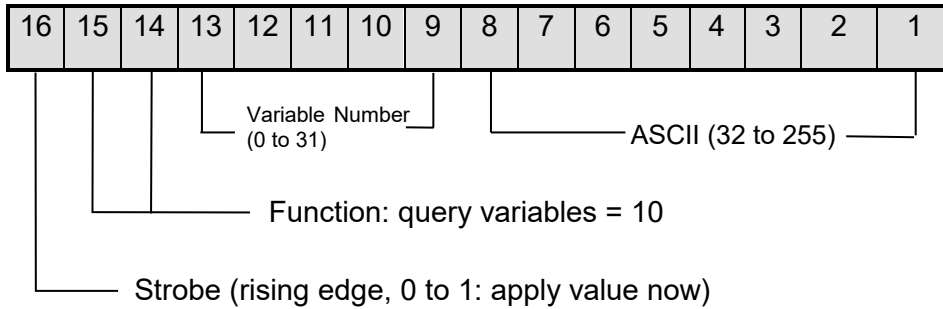 16 15 14 13 12 11 10 9 8 7 6 5 4 3 2 1
Variable Number
(0 to 31)
ASCII (32 to 255)
Function: query variables = 10
Strobe (rising edge, 0 to 1: apply value now)